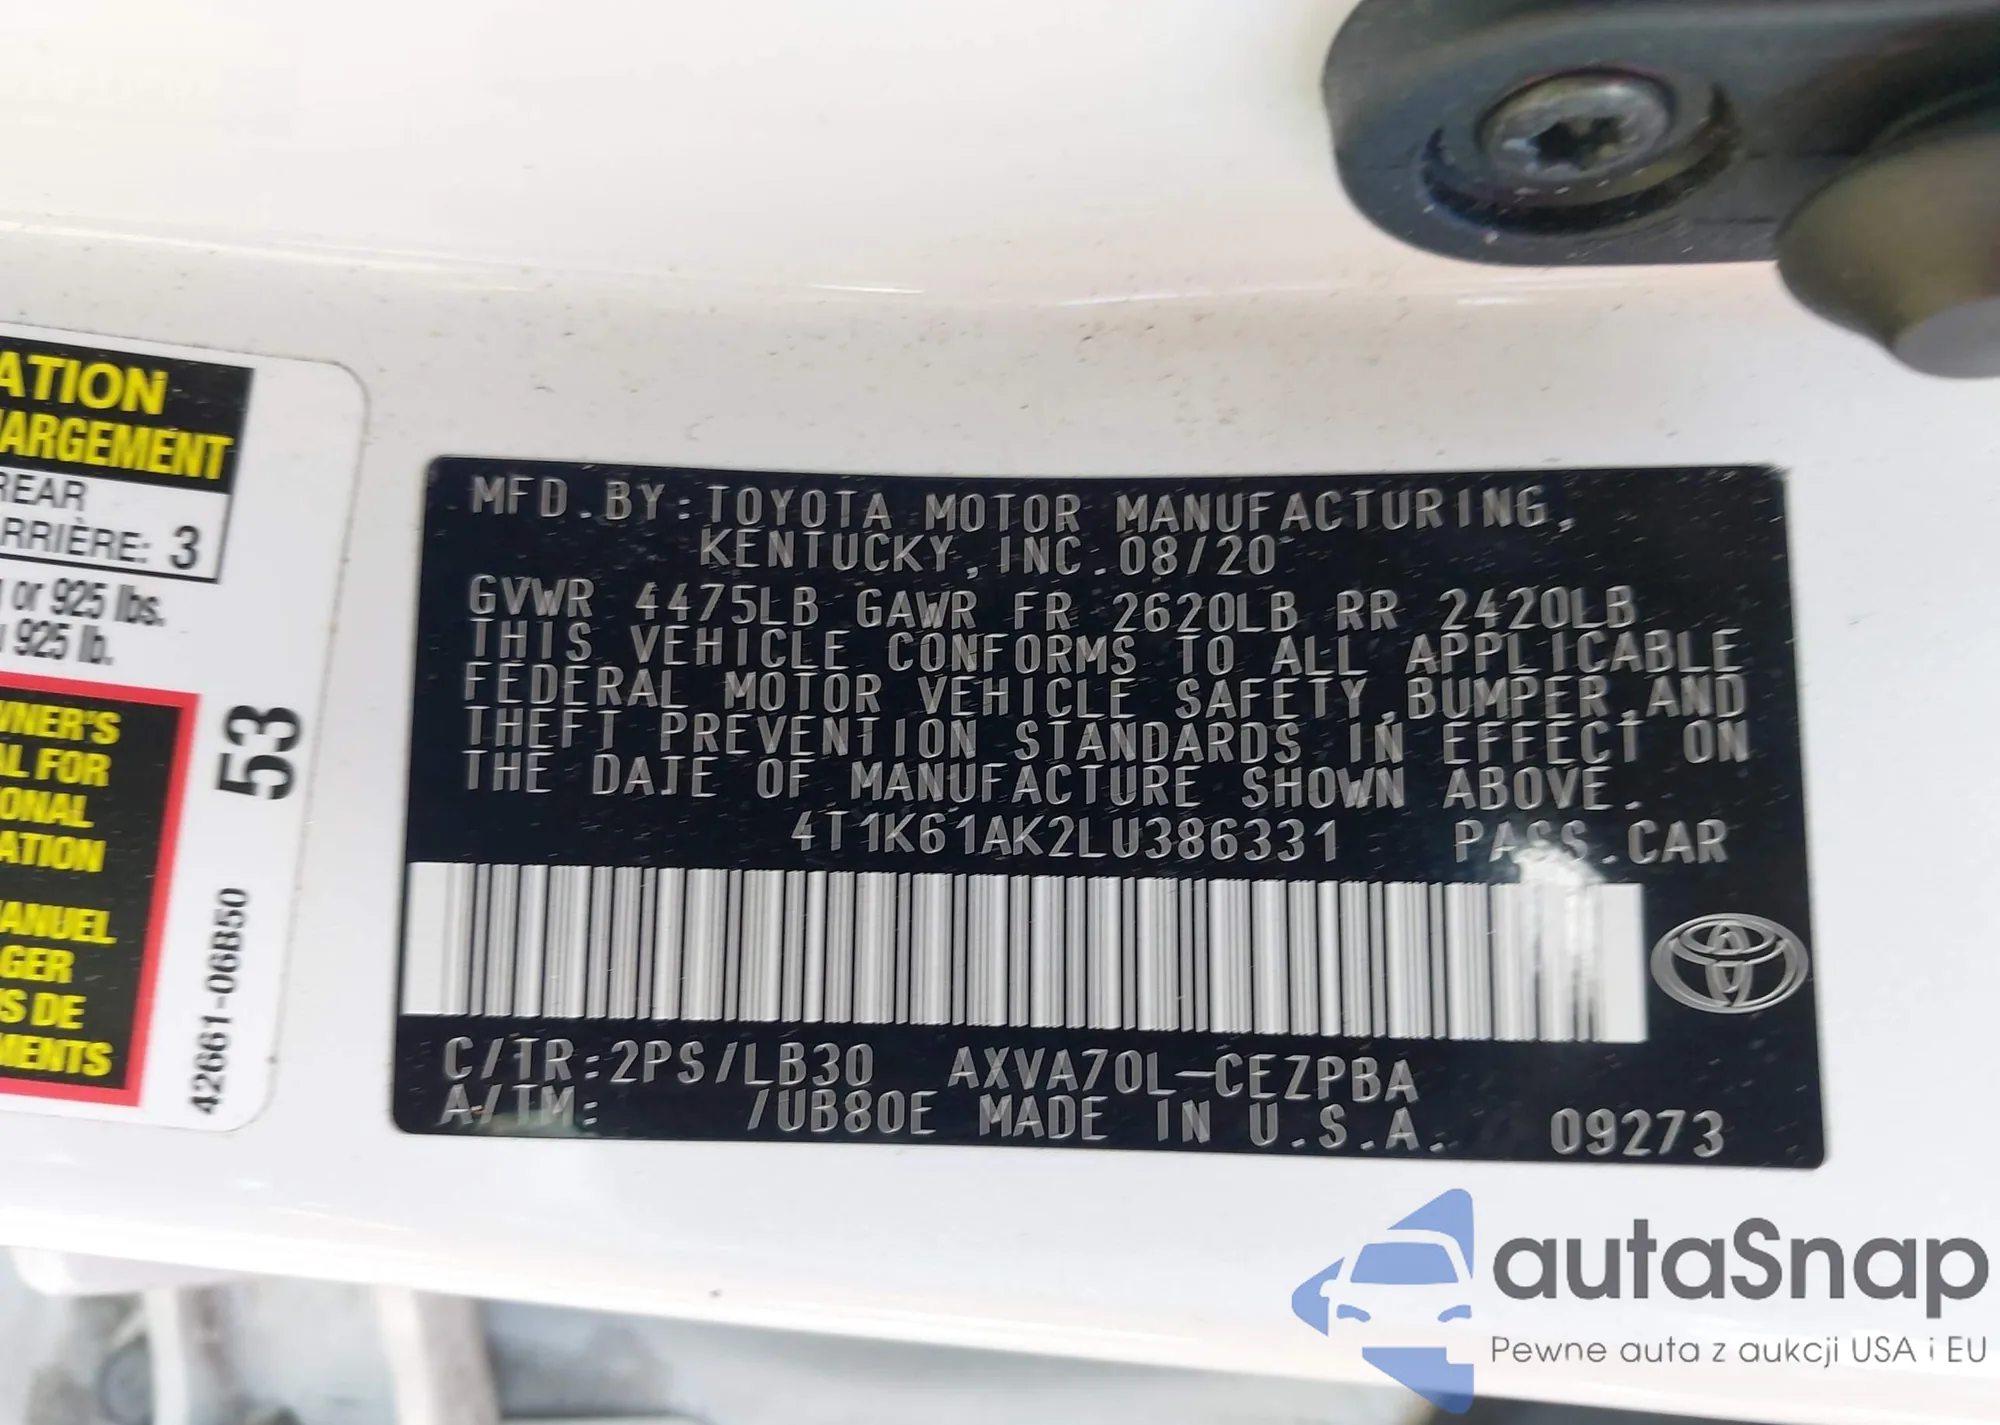 ATION
ARGEMENT
REAR
ARRIÈRE: 3
or 925 lbs.
925 lb.
WNER'S
AL FOR
IONAL
ATION
MANUEL
GER
S DE
MENTS
53
42661-06B50
MFD.BY:TOYOTA MOTOR MANUFACTURING,
KENTUCKY,INC.08/20
GVWR 4475LB GAWR FR 2620LB RR 2420LB
THIS VEHICLE CONFORMS TO ALL APPLICABLE
FEDERAL MOTOR VEHICLE SAFETY,BUMPER,AND
THEFT PREVENTION STANDARDS IN EFFECT ON
THE DATE OF MANUFACTURE SHOWN ABOVE.
4T1K61AK2LU386331 PASS.CAR
C/TR:2PS/LB30 AXVA70L-CEZPBA
A/TM: /UB80E MADE IN U.S.A. 09273
autaSnap
Pewne auta z aukcji USA i EU